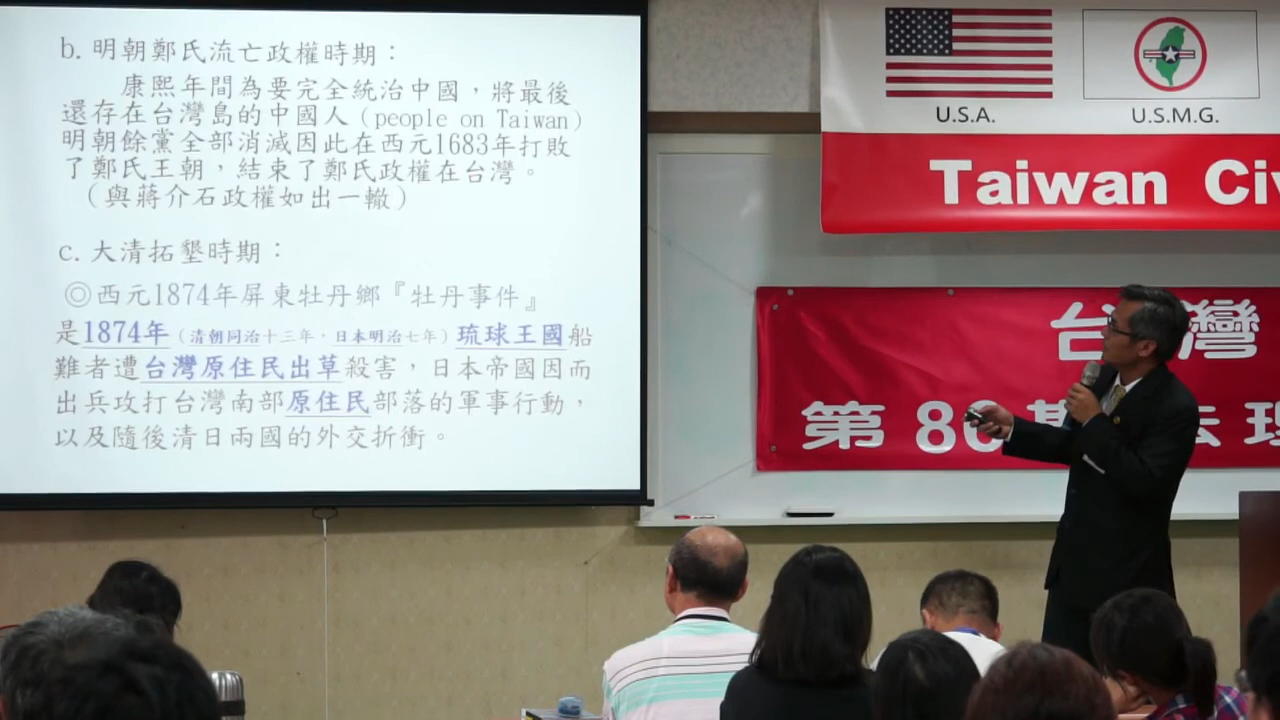 b. 明朝鄭氏流亡政權時期：
康熙年間為要完全統治中國，將最後
還存在台灣島的中國人（people on Taiwan）
明朝餘黨全部消滅因此在西元1683年打敗
了鄭氏王朝，結束了鄭氏政權在台灣。
（與蔣介石政權如出一轍）
c. 大清拓墾時期：
◎西元1874年屏東牡丹鄉『牡丹事件』
是1874年（清朝同治十三年，日本明治七年）琉球王國船
難者遭台灣原住民出草殺害，日本帝國因而
出兵攻打台灣南部原住民部落的軍事行動，
以及隨後清日兩國的外交折衝。
U.S.A.
U.S.M.G.
Taiwan Civ
台灣
第 80期法理